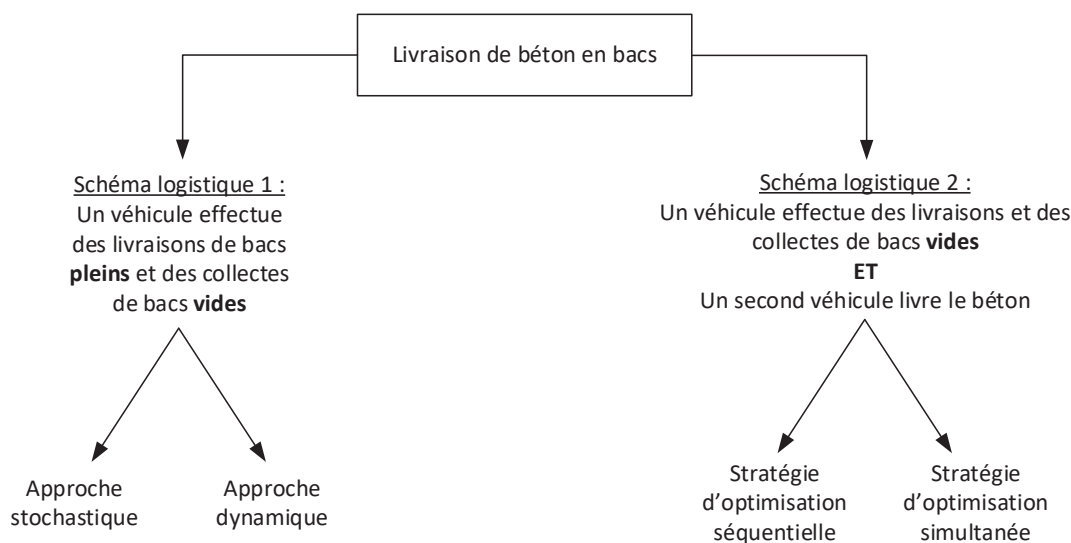 Livraison de béton en bacs
Schéma logistique 1 :
Un véhicule effectue
des livraisons de bacs
pleins et des collectes
de bacs vides
Schéma logistique 2 :
Un véhicule effectue des livraisons et des
collectes de bacs vides
ET
Un second véhicule livre le béton
Approche
stochastique
Approche
dynamique
Stratégie
d’optimisation
séquentielle
Stratégie
d’optimisation
simultanée